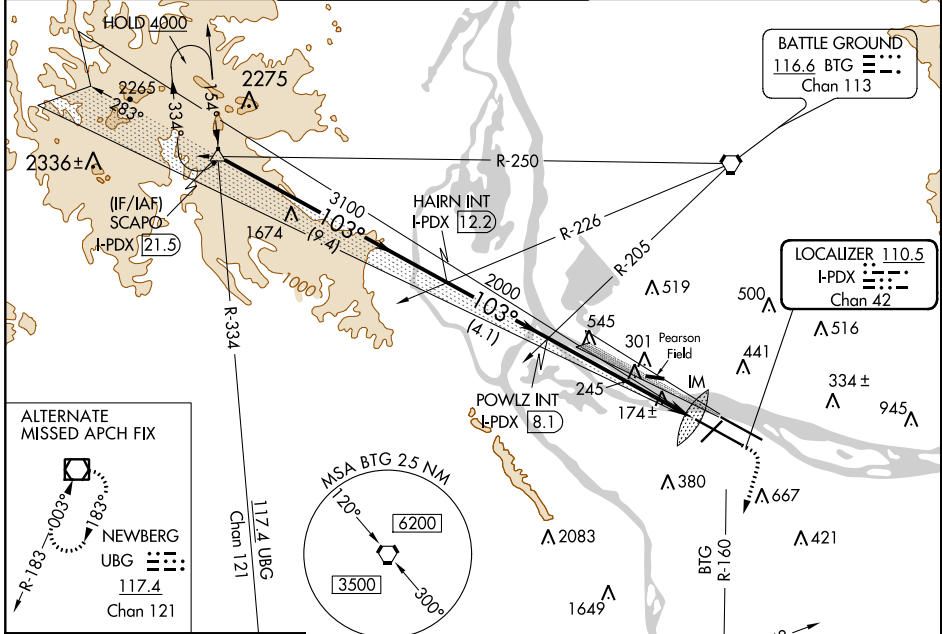 HOLD 4000
2265
2275
154°
334°
283°
2336±
(IF/IAF)
SCAPO
I-PDX 21.5
1674
1000
3100
103°
(9.4)
HAIRN INT
I-PDX 12.2
R-250
R-226
R-205
BATTLE GROUND
116.6 BTG
Chan 113
LOCALIZER 110.5
I-PDX
Chan 42
2000
103°
(4.1)
POWLZ INT
I-PDX 8.1
545
301
Pearson
Field
245
174±
IM
519
500
516
441
334 ±
945
380
667
421
2083
1649
BTG
R-160
R-334
117.4 UBG
Chan 121
ALTERNATE
MISSED APCH FIX
003°
183°
R-183
NEWBERG
UBG
117.4
Chan 121
MSA BTG 25 NM
120°
6200
3500
300°